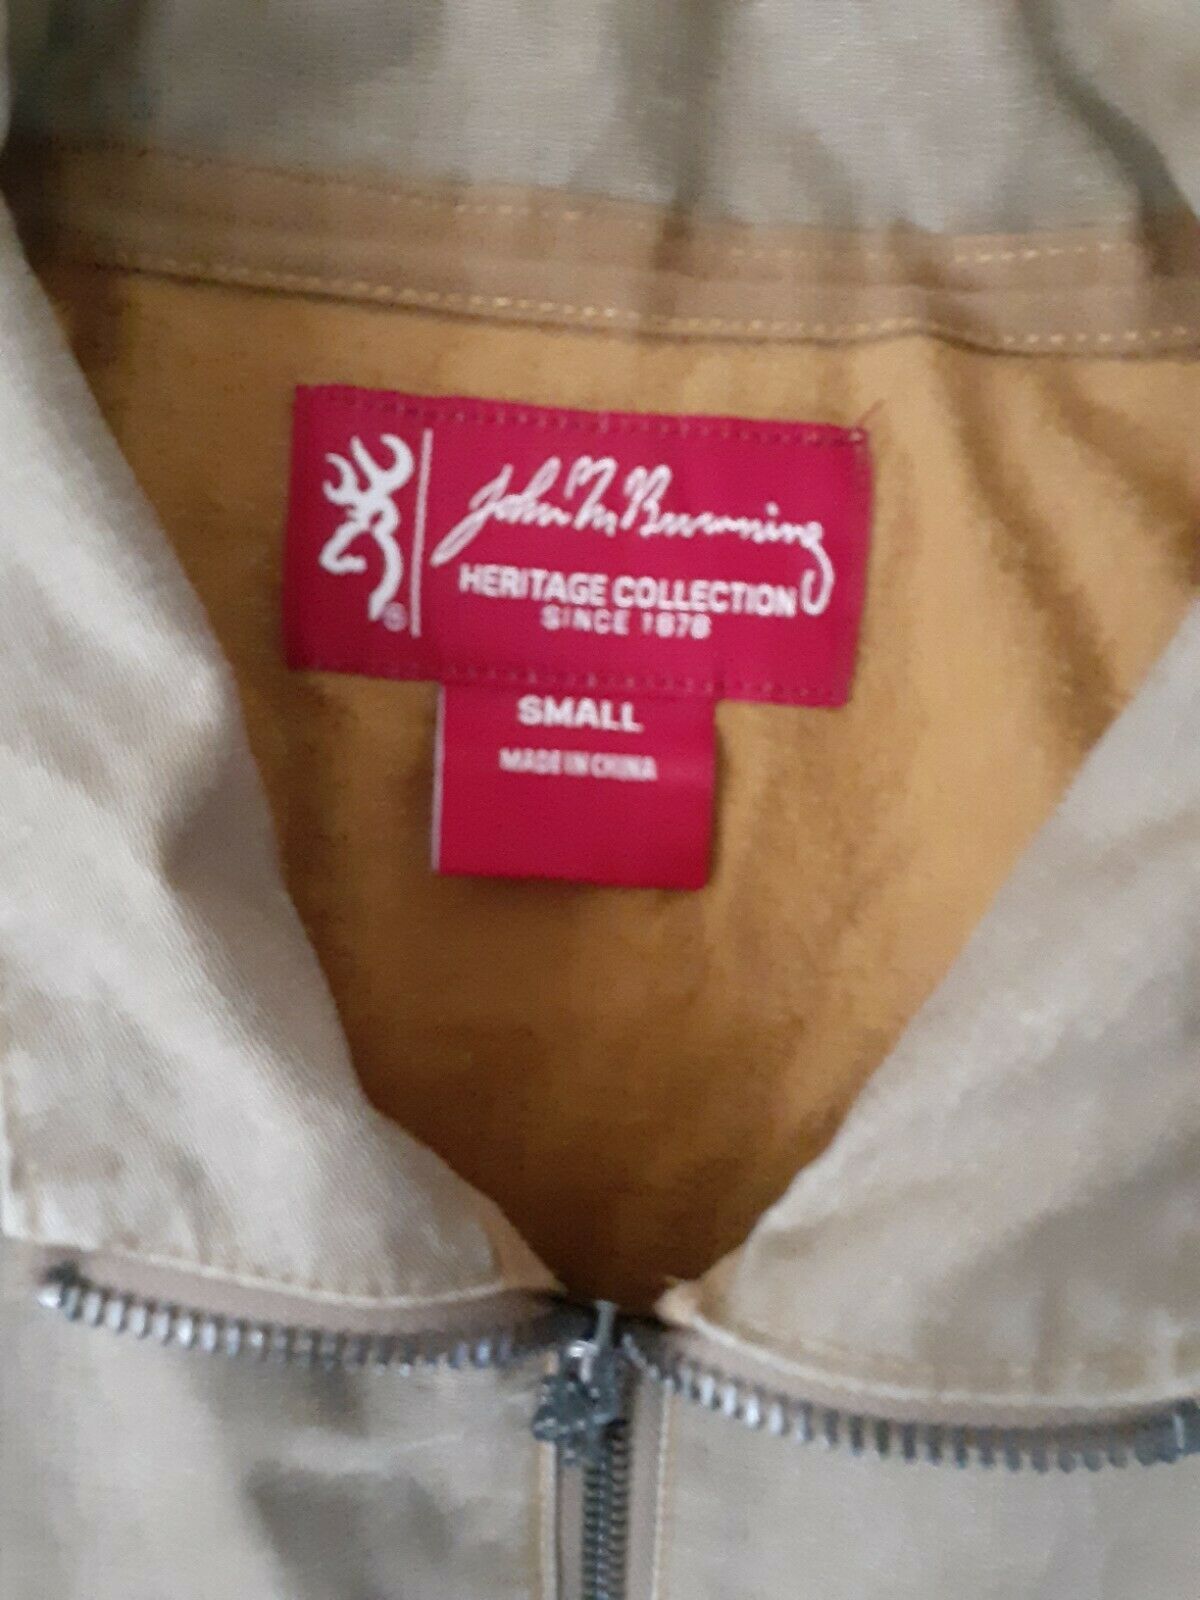 John M. Browning
HERITAGE COLLECTION
SINCE 1878
SMALL
MADE IN CHINA